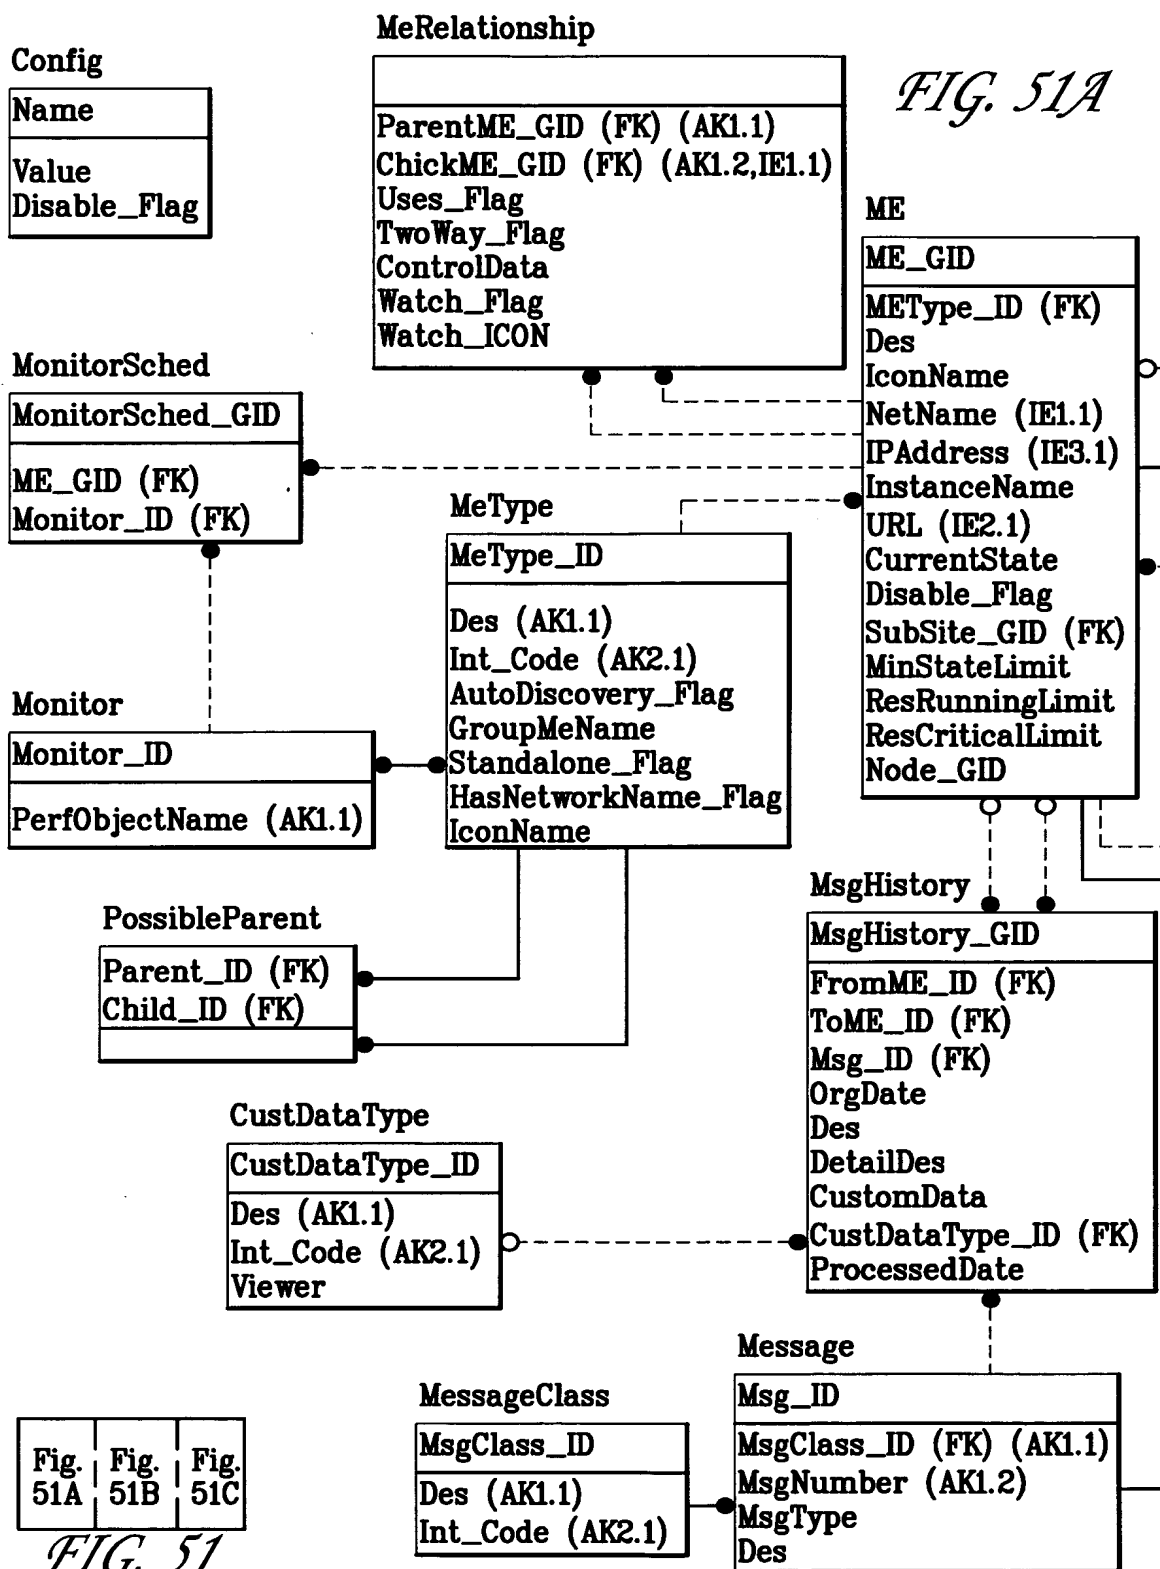 MeRelationship
ParentME_GID (FK) (AK1.1)
ChickME_GID (FK) (AK1.2,IE1.1)
Uses_Flag
TwoWay_Flag
ControlData
Watch_Flag
Watch_ICON
Config
Name
Value
Disable_Flag
FIG. 51A
ME
ME_GID
METype_ID (FK)
Des
IconName
NetName (IE1.1)
IPAddress (IE3.1)
InstanceName
URL (IE2.1)
CurrentState
Disable_Flag
SubSite_GID (FK)
MinStateLimit
ResRunningLimit
ResCriticalLimit
Node_GID
MonitorSched
MonitorSched_GID
ME_GID (FK)
Monitor_ID (FK)
MeType
MeType_ID
Des (AK1.1)
Int_Code (AK2.1)
AutoDiscovery_Flag
GroupMeName
Standalone_Flag
HasNetworkName_Flag
IconName
Monitor
Monitor_ID
PerfObjectName (AK1.1)
PossibleParent
Parent_ID (FK)
Child_ID (FK)
MsgHistory
MsgHistory_GID
FromME_ID (FK)
ToME_ID (FK)
Msg_ID (FK)
OrgDate
Des
DetailDes
CustomData
CustDataType_ID (FK)
ProcessedDate
CustDataType
CustDataType_ID
Des (AK1.1)
Int_Code (AK2.1)
Viewer
Message
Msg_ID
MsgClass_ID (FK) (AK1.1)
MsgNumber (AK1.2)
MsgType
Des
MessageClass
MsgClass_ID
Des (AK1.1)
Int_Code (AK2.1)
Fig. 51A
Fig. 51B
Fig. 51C
FIG. 51